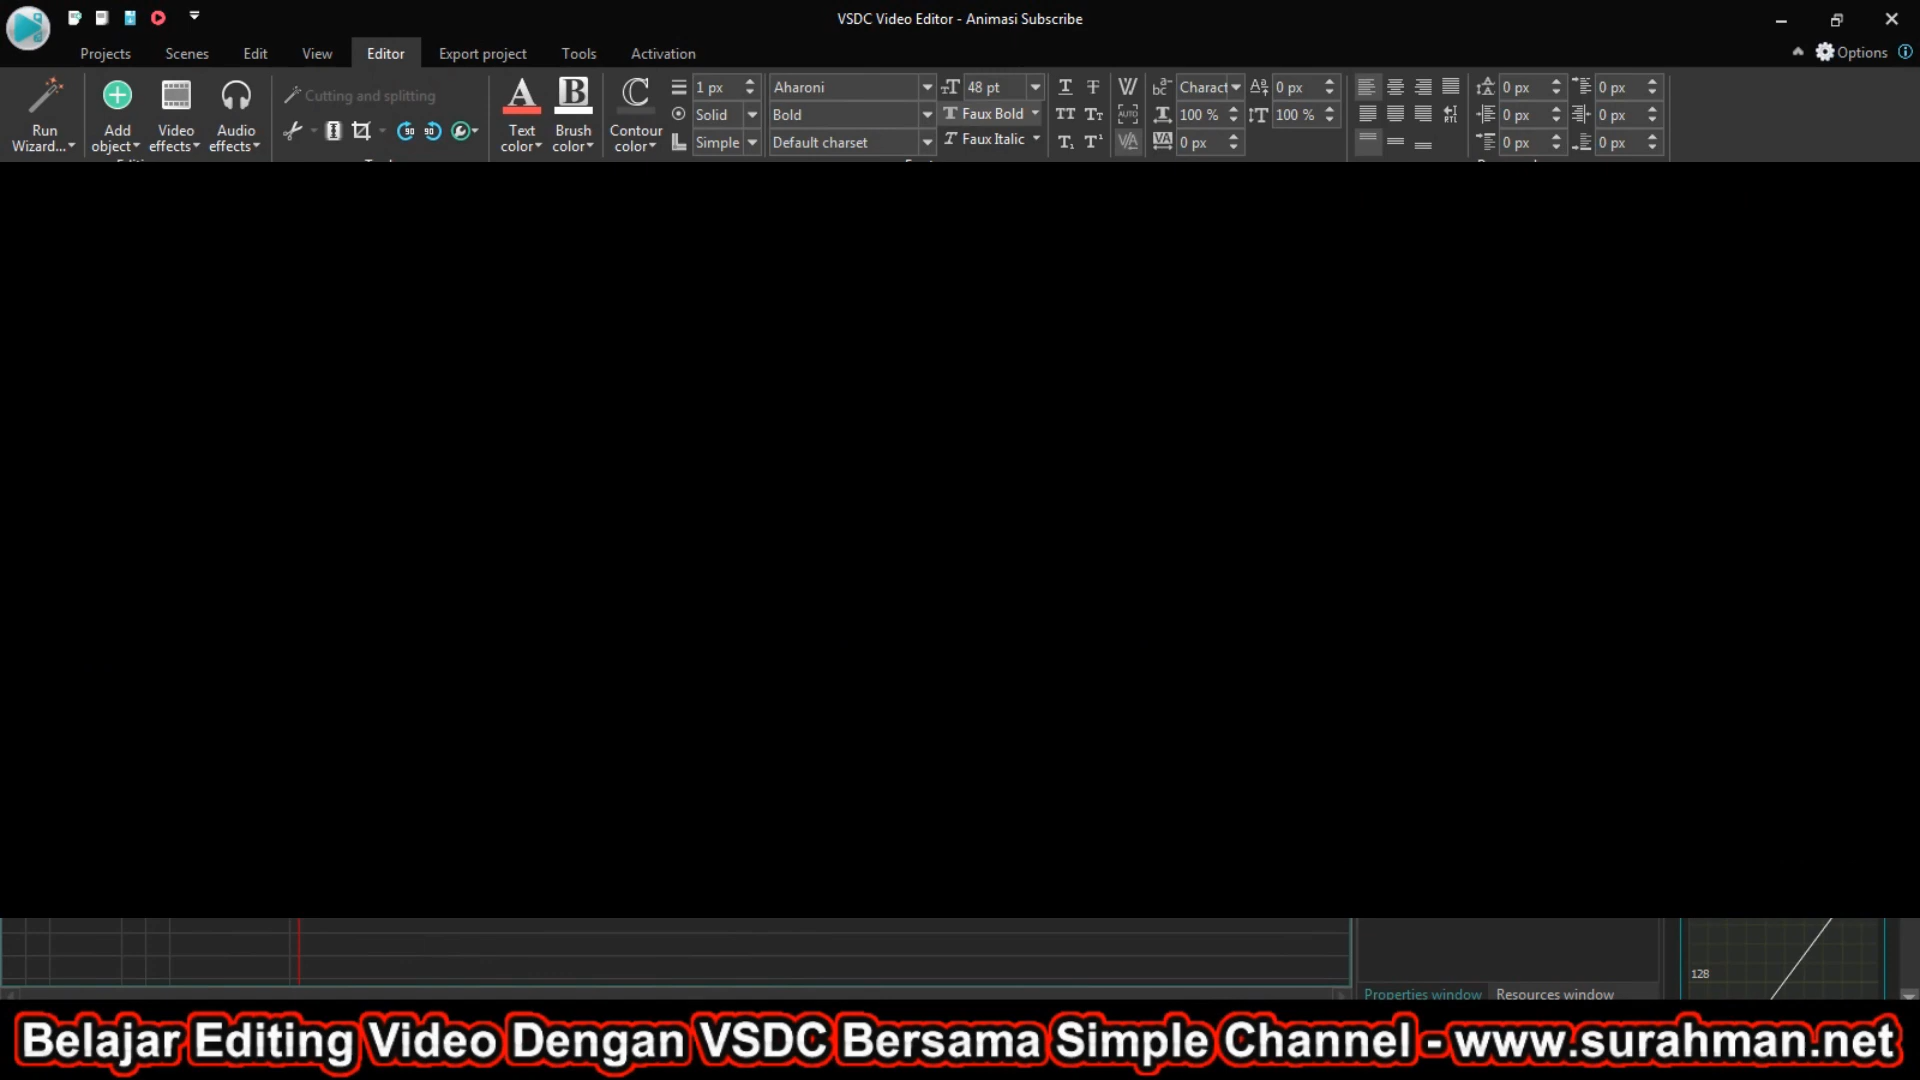 VSDC Video Editor - Animasi Subscribe
Projects Scenes Edit View Editor Export project Tools Activation Options
Cutting and splitting
Run Wizard...
Add object
Video effects
Audio effects
Text color
Brush color
Contour color
1 px
Solid
Simple
Aharoni
Bold
Default charset
48 pt
Faux Bold
Faux Italic
Charact
100 %
0 px
0 px
100 %
0 px 0 px
0 px 0 px
0 px 0 px
128
Properties window Resources window
Belajar Editing Video Dengan VSDC Bersama Simple Channel - www.surahman.net